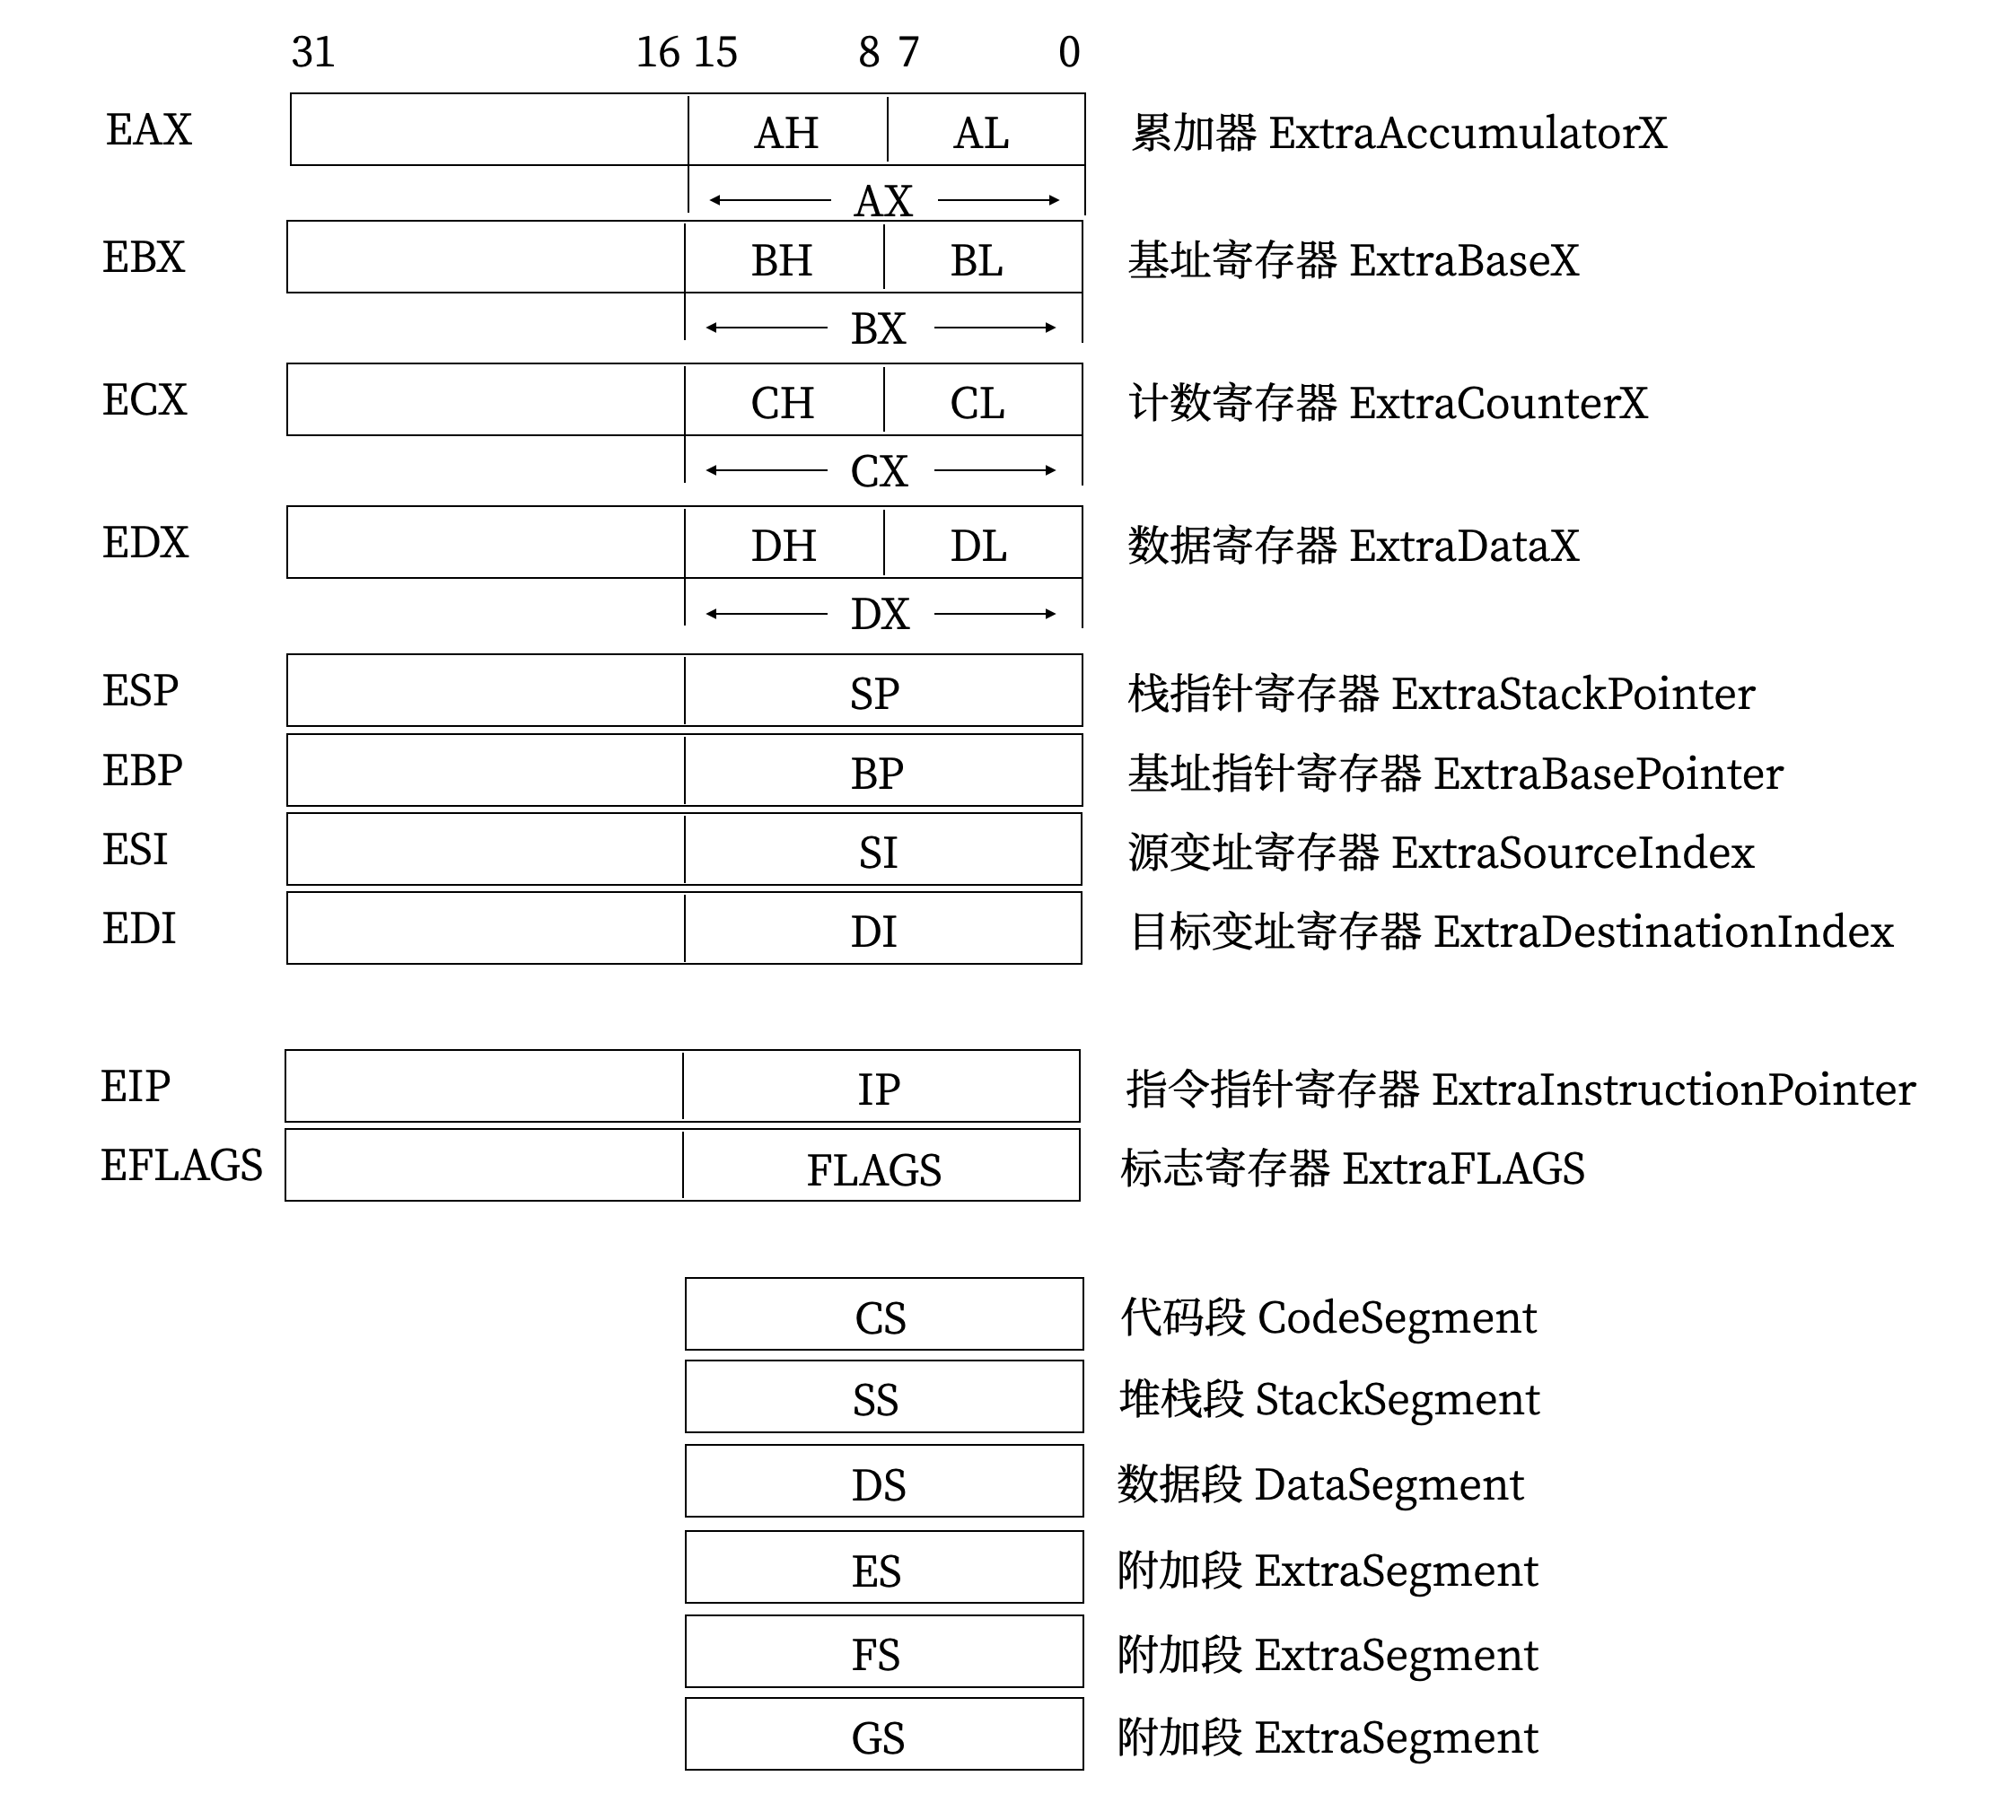 31 16 15 8 7 0
EAX AH AL 累加器 ExtraAccumulatorX
AX
EBX BH BL 基址寄存器 ExtraBaseX
BX
ECX CH CL 计数寄存器 ExtraCounterX
CX
EDX DH DL 数据寄存器 ExtraDataX
DX
ESP SP 栈指针寄存器 ExtraStackPointer
EBP BP 基址指针寄存器 ExtraBasePointer
ESI SI 源变址寄存器 ExtraSourceIndex
EDI DI 目标变址寄存器 ExtraDestinationIndex
EIP IP 指令指针寄存器 ExtraInstructionPointer
EFLAGS FLAGS 标志寄存器 ExtraFLAGS
CS 代码段 CodeSegment
SS 堆栈段 StackSegment
DS 数据段 DataSegment
ES 附加段 ExtraSegment
FS 附加段 ExtraSegment
GS 附加段 ExtraSegment